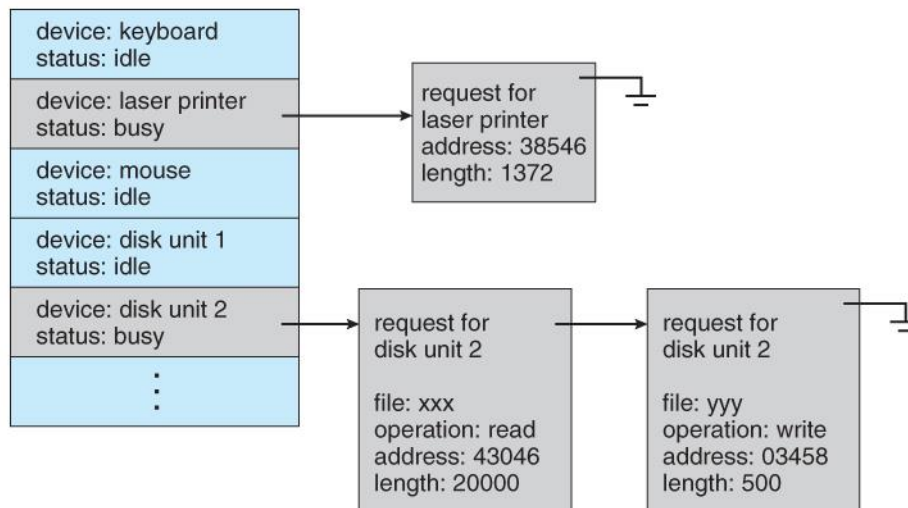 device: keyboard
status: idle
device: laser printer
status: busy
device: mouse
status: idle
device: disk unit 1
status: idle
device: disk unit 2
status: busy
request for
laser printer
address: 38546
length: 1372
request for
disk unit 2
file: xxx
operation: read
address: 43046
length: 20000
request for
disk unit 2
file: yyy
operation: write
address: 03458
length: 500